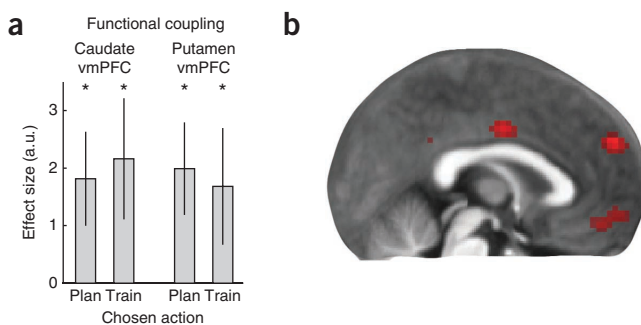 a
Functional coupling
Caudate Putamen
vmPFC vmPFC
* * * *
Effect size (a.u.)
3
2
1
0
Plan Train Plan Train
Chosen action
b